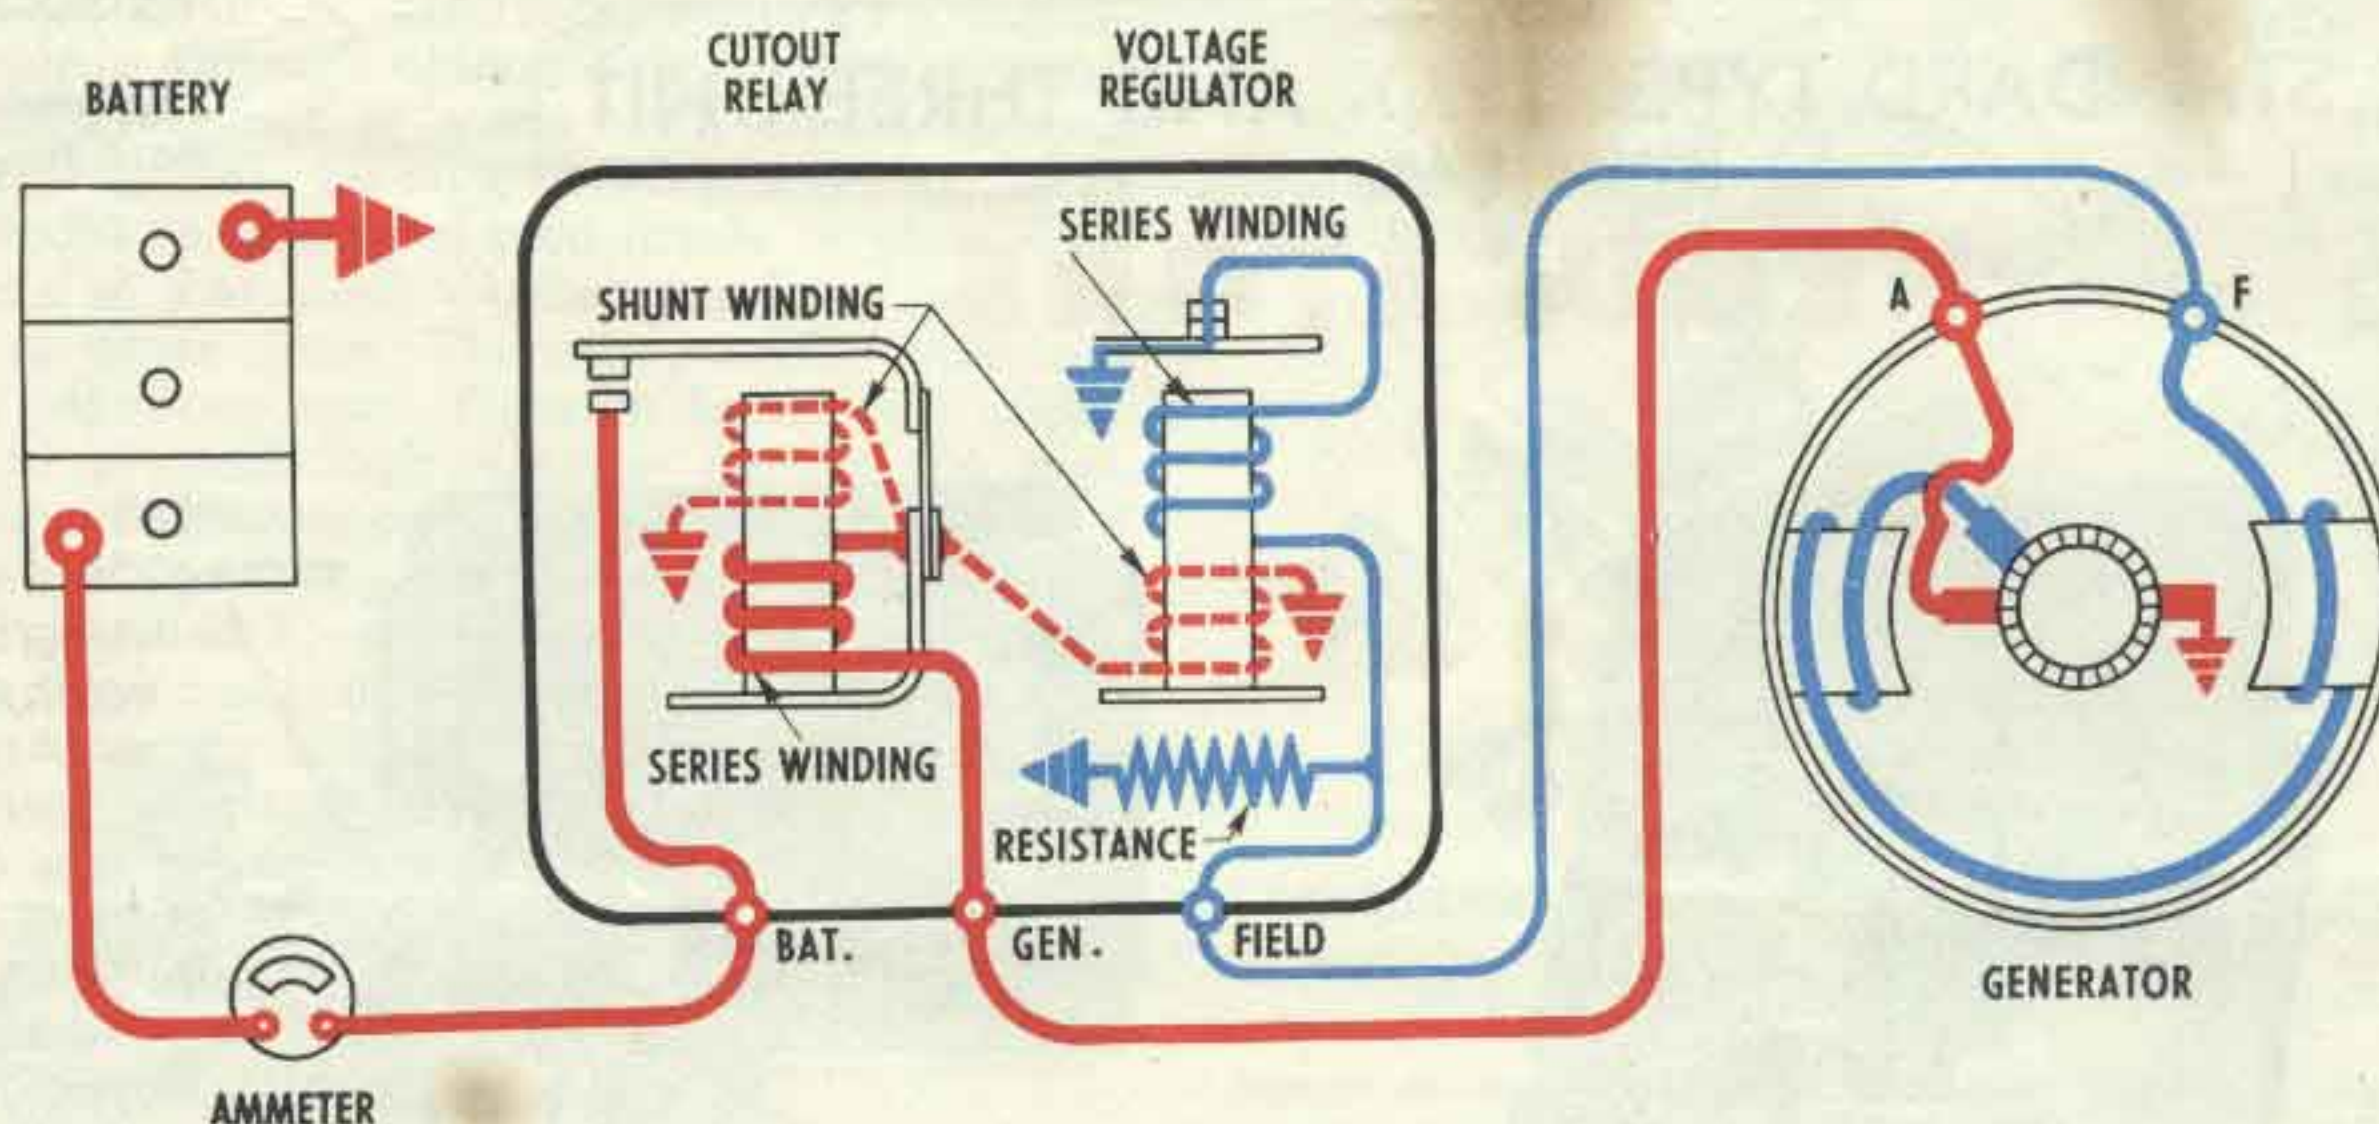 BATTERY
CUTOUT
RELAY
VOLTAGE
REGULATOR
SERIES WINDING
SHUNT WINDING
A
F
SERIES WINDING
RESISTANCE
BAT.
GEN.
FIELD
GENERATOR
AMMETER